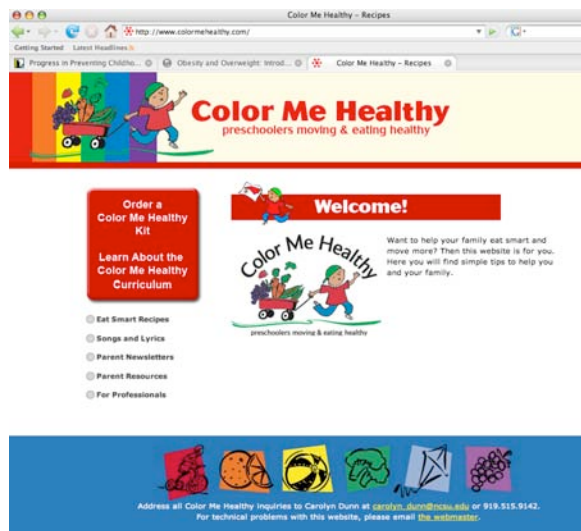 Color Me Healthy – Recipes
http://www.colormehealthy.com/
Getting Started Latest Headlines
Progress in Preventing Childho... Obesity and Overweight: Introd... Color Me Healthy – Recipes
Color Me Healthy
preschoolers moving & eating healthy
Order a
Color Me Healthy
Kit
Learn About the
Color Me Healthy
Curriculum
Eat Smart Recipes
Songs and Lyrics
Parent Newsletters
Parent Resources
For Professionals
Welcome!
Color Me Healthy
preschoolers moving & eating healthy
Want to help your family eat smart and
move more? Then this website is for you.
Here you will find simple tips to help you
and your family.
Address all Color Me Healthy inquiries to Carolyn Dunn at carolyn_dunn@ncsu.edu or 919.515.9142.
For technical problems with this website, please email the webmaster.